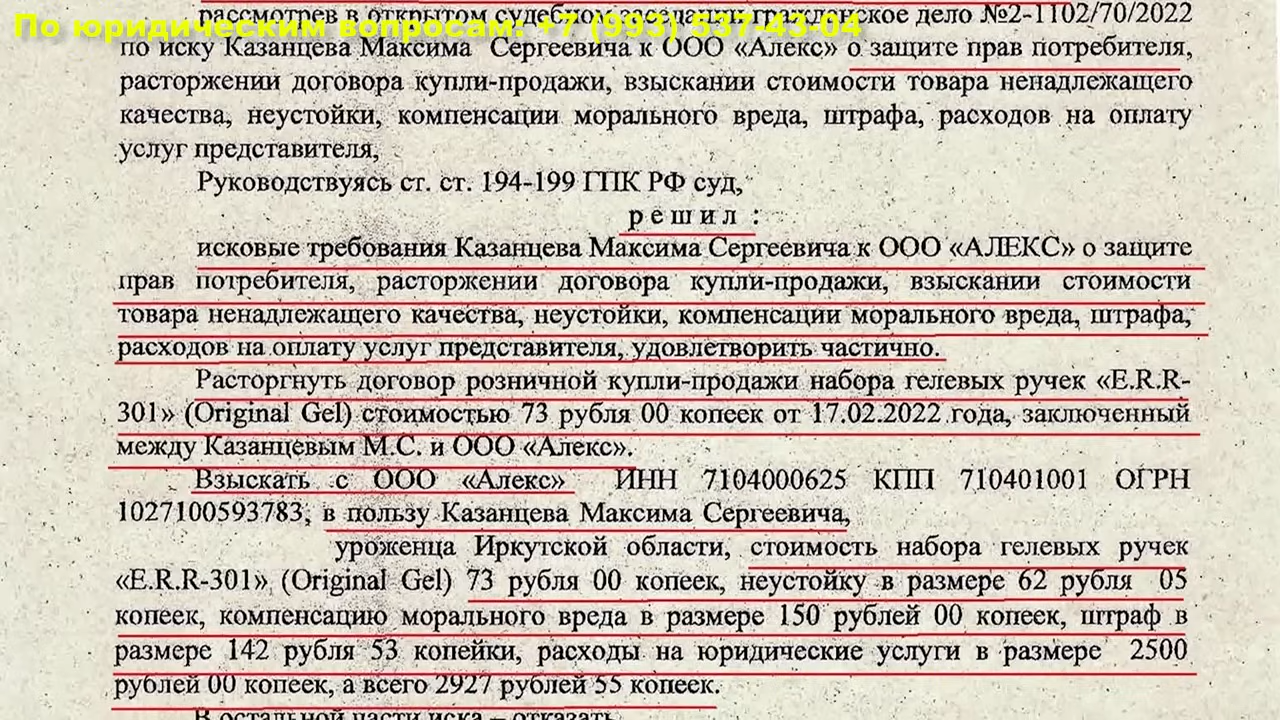 рассмотрев в открытом судебном заседании гражданское дело №2-1102/70/2022
По юридическим вопросам: +7 (993) 537-43-04
по иску Казанцева Максима Сергеевича к ООО «Алекс» о защите прав потребителя,
расторжении договора купли-продажи, взыскании стоимости товара ненадлежащего
качества, неустойки, компенсации морального вреда, штрафа, расходов на оплату
услуг представителя,
Руководствуясь ст. ст. 194-199 ГПК РФ суд,
р е ш и л :
исковые требования Казанцева Максима Сергеевича к ООО «АЛЕКС» о защите
прав потребителя, расторжении договора купли-продажи, взыскании стоимости
товара ненадлежащего качества, неустойки, компенсации морального вреда, штрафа,
расходов на оплату услуг представителя, удовлетворить частично.
Расторгнуть договор розничной купли-продажи набора гелевых ручек «E.R.R-
301» (Original Gel) стоимостью 73 рубля 00 копеек от 17.02.2022 года, заключенный
между Казанцевым М.С. и ООО «Алекс».
Взыскать с ООО «Алекс» ИНН 7104000625 КПП 710401001 ОГРН
1027100593783, в пользу Казанцева Максима Сергеевича,
уроженца Иркутской области, стоимость набора гелевых ручек
«E.R.R-301» (Original Gel) 73 рубля 00 копеек, неустойку в размере 62 рубля 05
копеек, компенсацию морального вреда в размере 150 рублей 00 копеек, штраф в
размере 142 рубля 53 копейки, расходы на юридические услуги в размере 2500
рублей 00 копеек, а всего 2927 рублей 55 копеек.
В остальной части иска – отказать.